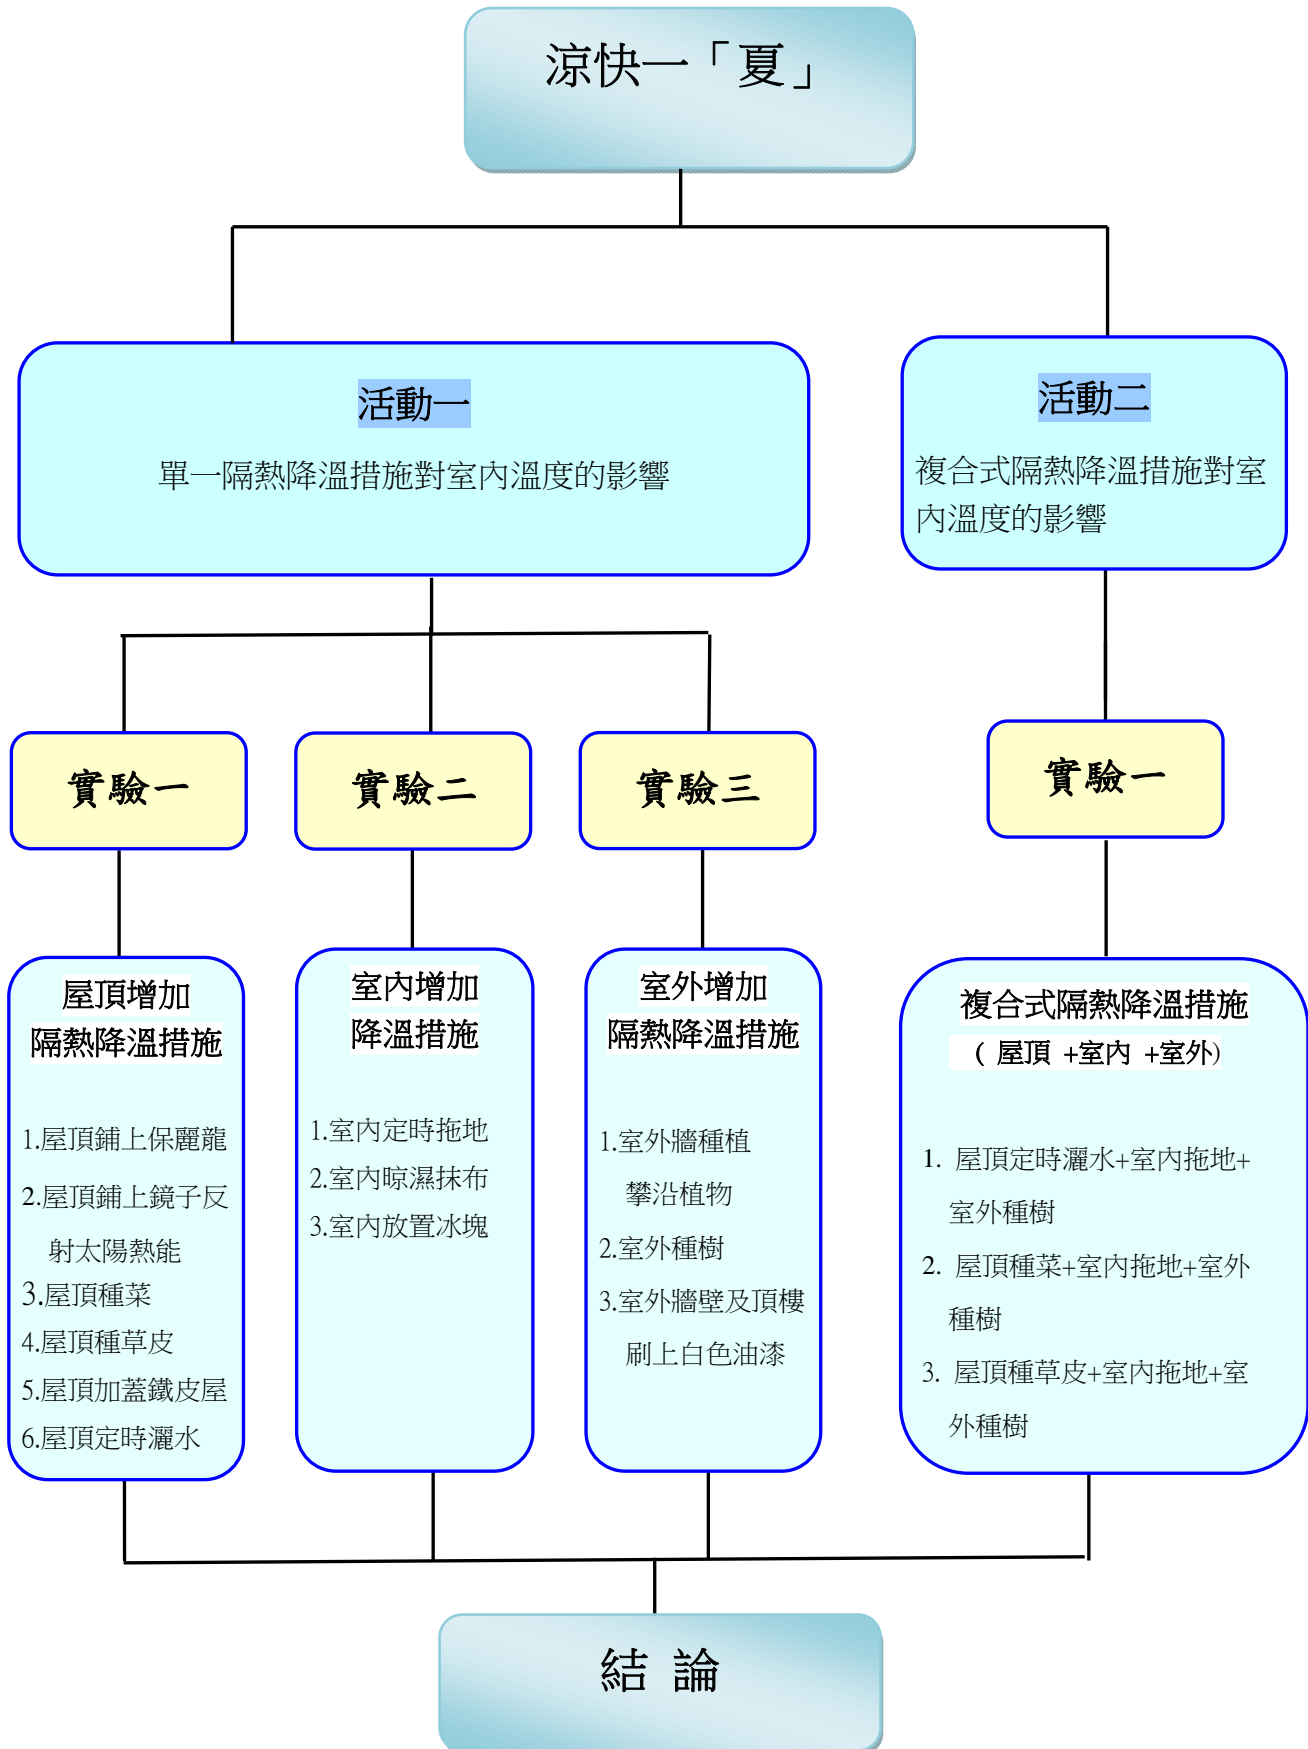 涼快一「夏」
活動一
單一隔熱降溫措施對室內溫度的影響
活動二
複合式隔熱降溫措施對室
內溫度的影響
實驗一
實驗二
實驗三
實驗一
屋頂增加
隔熱降溫措施
1.屋頂鋪上保麗龍
2.屋頂鋪上鏡子反
射太陽熱能
3.屋頂種菜
4.屋頂種草皮
5.屋頂加蓋鐵皮屋
6.屋頂定時灑水
室內增加
降溫措施
1.室內定時拖地
2.室內晾濕抹布
3.室內放置冰塊
室外增加
隔熱降溫措施
1.室外牆種植
攀沿植物
2.室外種樹
3.室外牆壁及頂樓
刷上白色油漆
複合式隔熱降溫措施
( 屋頂 +室內 +室外)
1. 屋頂定時灑水+室內拖地+
室外種樹
2. 屋頂種菜+室內拖地+室外
種樹
3. 屋頂種草皮+室內拖地+室
外種樹
結 論